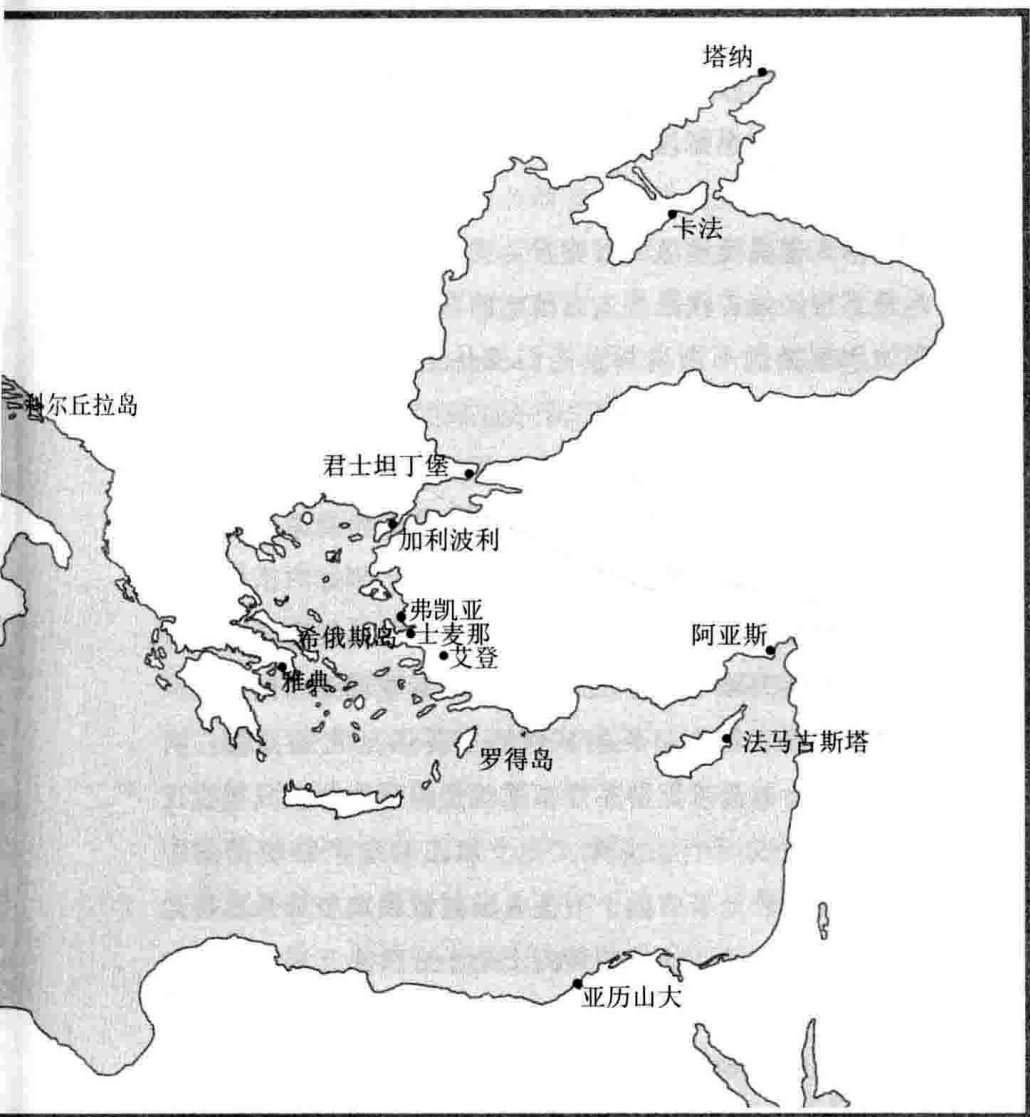 塔纳
卡法
科尔丘拉岛
君士坦丁堡
加利波利
弗凯亚
希俄斯岛
士麦那
艾登
阿亚斯
雅典
罗得岛
法马古斯塔
亚历山大